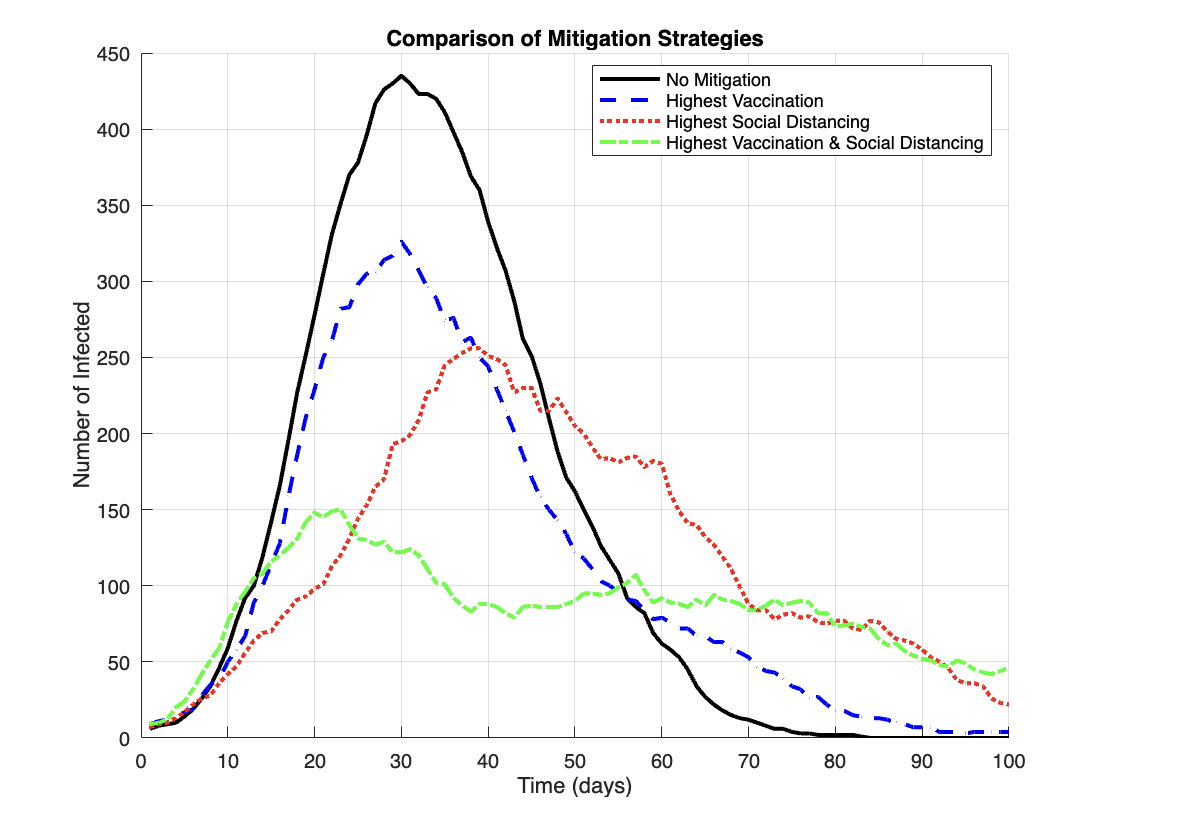 Comparison of Mitigation Strategies
No Mitigation
Highest Vaccination
Highest Social Distancing
Highest Vaccination & Social Distancing
Number of Infected
450
400
350
300
250
200
150
100
50
0
0 10 20 30 40 50 60 70 80 90 100
Time (days)